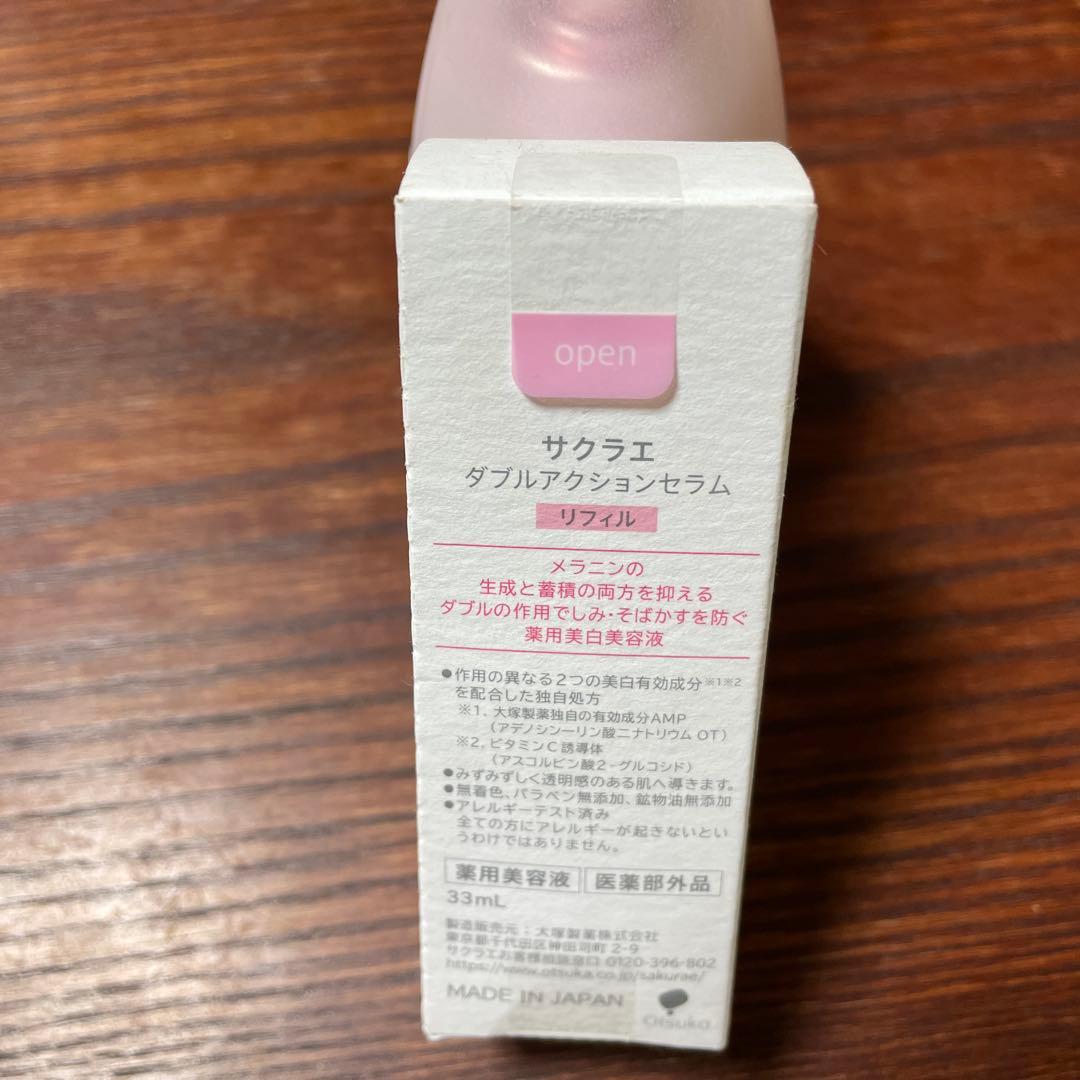 open
サクラエ
ダブルアクションセラム
リフィル
メラニンの
生成と蓄積の両方を抑える
ダブルの作用でしみ・そばかすを防ぐ
薬用美白美容液
●作用の異なる2つの美白有効成分※1※2
を配合した独自処方
※1. 大塚製薬独自の有効成分AMP
（アデノシン一リン酸二ナトリウム OT）
※2. ビタミンC誘導体
（アスコルビン酸2-グルコシド）
●みずみずしく透明感のある肌へ導きます。
●無着色、パラベン無添加、鉱物油無添加
●アレルギーテスト済み
全ての方にアレルギーが起きないとい
うわけではありません。
薬用美容液 医薬部外品
33mL
製造販売元：大塚製薬株式会社
東京都千代田区神田司町 2-9
サクラエお客様相談窓口 0120-396-802
https://www.otsuka.co.jp/sakurae/
MADE IN JAPAN
Otsuka